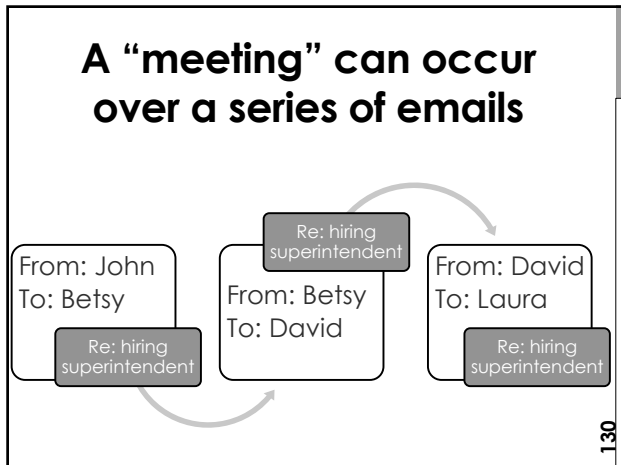 A “meeting” can occur
over a series of emails
From: John
To: Betsy
Re: hiring
superintendent
Re: hiring
superintendent
From: Betsy
To: David
From: David
To: Laura
Re: hiring
superintendent
130